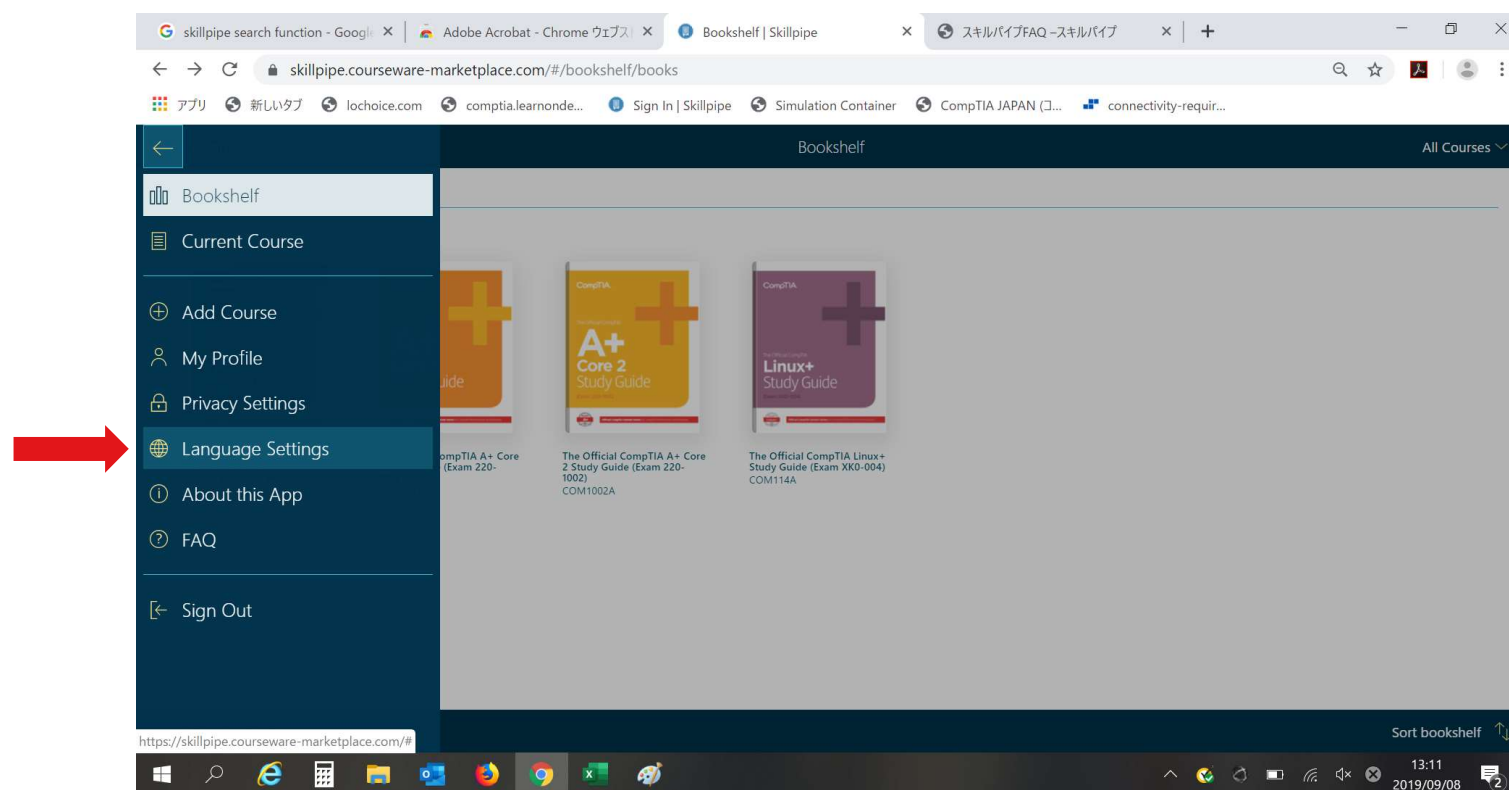 skillpipe search function - Googl
Adobe Acrobat - Chrome ウェブス
Bookshelf | Skillpipe
スキルパイプFAQ –スキルパイプ
skillpipe.courseware-marketplace.com/#/bookshelf/books
アプリ
新しいタブ
lochoice.com
comptia.learnonde...
Sign In | Skillpipe
Simulation Container
CompTIA JAPAN (コ...
connectivity-requir...
Bookshelf
All Courses
Bookshelf
Current Course
Add Course
My Profile
Privacy Settings
Language Settings
About this App
FAQ
Sign Out
uide
CompTIA
A+
Core 2
Study Guide
CompTIA
Linux+
Study Guide
ompTIA A+ Core
(Exam 220-
The Official CompTIA A+ Core
2 Study Guide (Exam 220-
1002)
COM1002A
The Official CompTIA Linux+
Study Guide (Exam XK0-004)
COM114A
https://skillpipe.courseware-marketplace.com/#
Sort bookshelf
13:11
2019/09/08
2